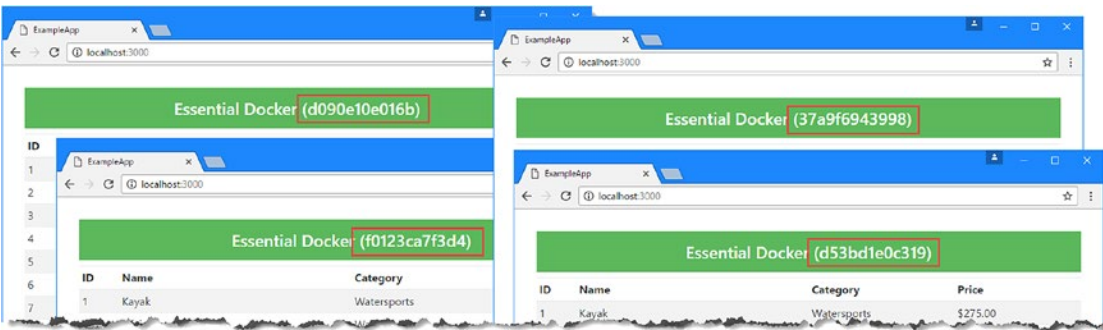 ExampleApp
localhost:3000
Essential Docker (d090e10e016b)
ID
1
2
3
4
5
6
7
ExampleApp
localhost:3000
Essential Docker (f0123ca7f3d4)
ID Name Category
1 Kayak Watersports
ExampleApp
localhost:3000
Essential Docker (37a9f6943998)
ExampleApp
localhost:3000
Essential Docker (d53bd1e0c319)
ID Name Category Price
1 Kayak Watersports $275.00